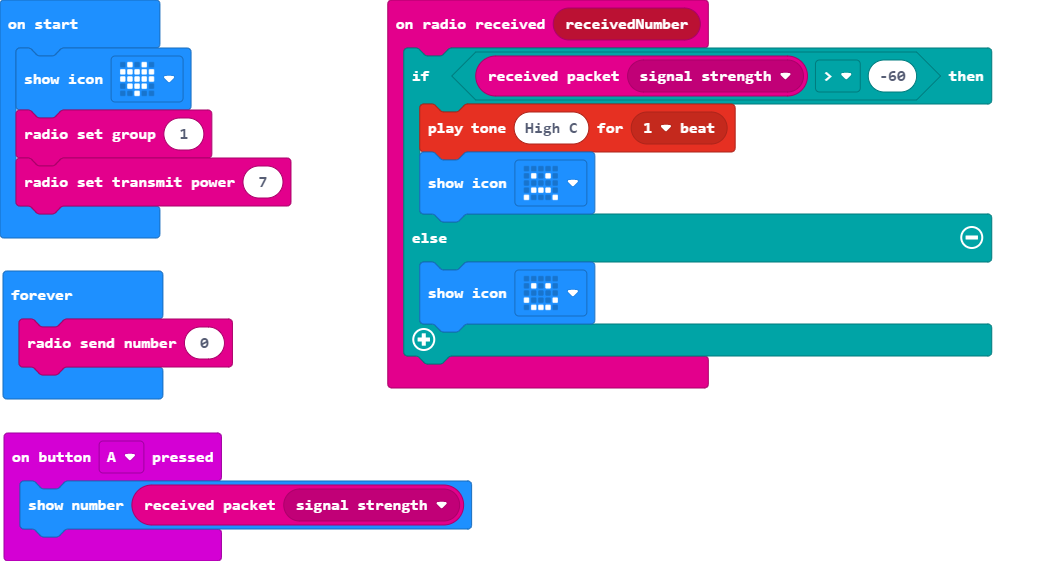 on start
show icon
radio set group 1
radio set transmit power 7
forever
radio send number 0
on button A pressed
show number received packet signal strength
on radio received receivedNumber
if received packet signal strength > -60 then
play tone High C for 1 beat
show icon
else
show icon